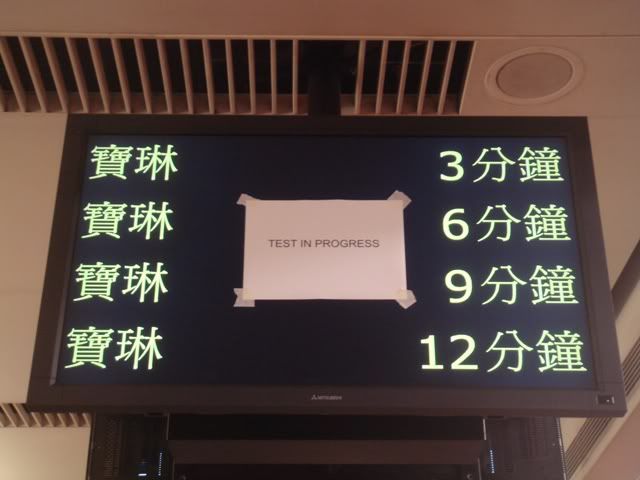 寶琳 3分鐘
寶琳 6分鐘
TEST IN PROGRESS
寶琳 9分鐘
寶琳 12分鐘
MITSUBISHI